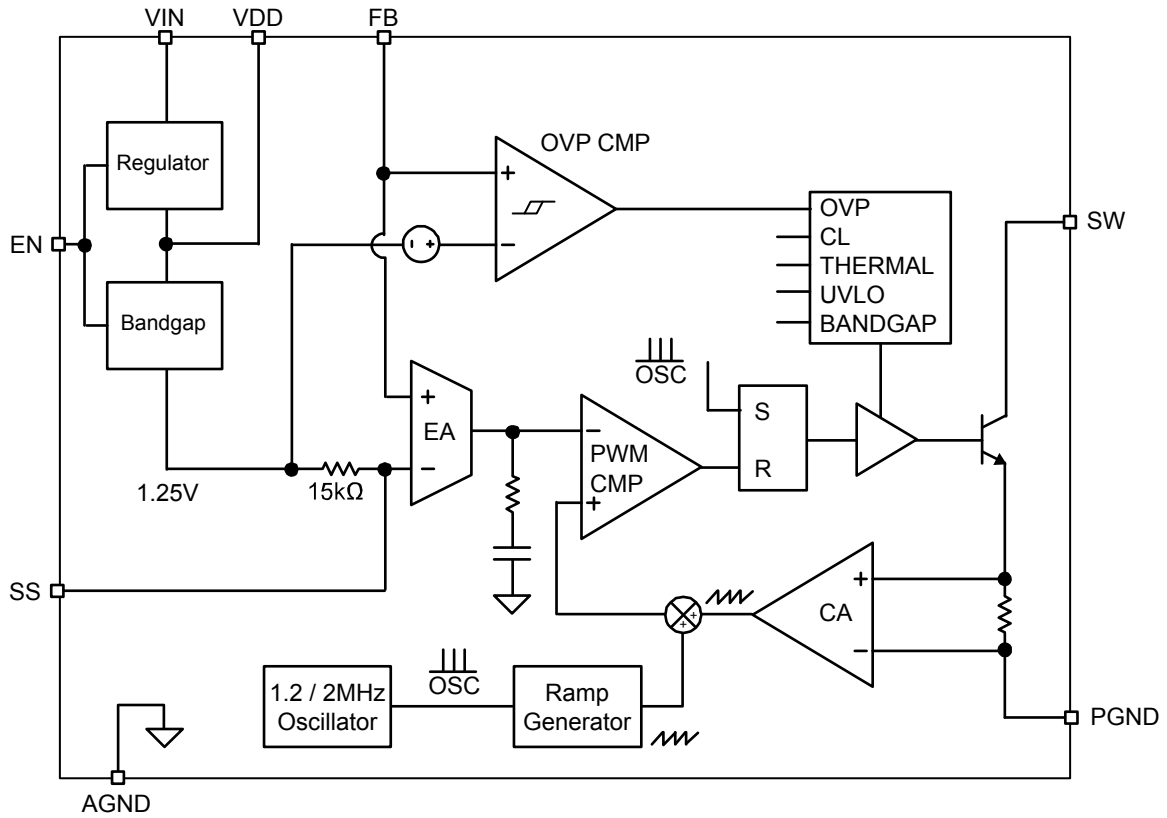 VIN
VDD
FB
OVP CMP
Regulator
+
OVP
SW
EN
CL
- +
−
THERMAL
UVLO
Bandgap
BANDGAP
OSC
+
S
EA
−
PWM
CMP
−
R
1.25V
15kΩ
+
SS
+
CA
+
+
−
OSC
1.2 / 2MHz
Oscillator
Ramp
Generator
PGND
AGND